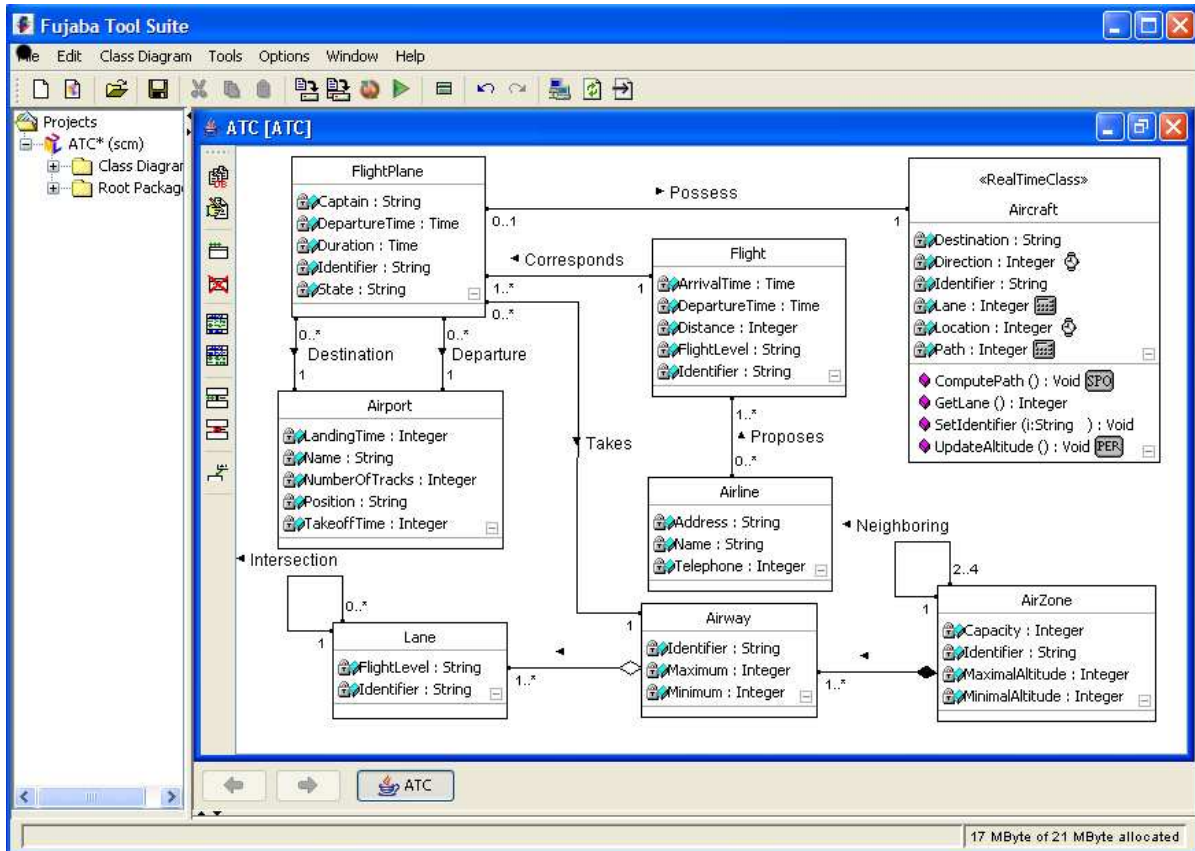 Fujaba Tool Suite
Edit Class Diagram Tools Options Window Help
Projects
ATC* (scm)
Class Diagrar
Root Packag
ATC [ATC]
FlightPlane
Captain : String
DepartureTime : Time
Duration : Time
Identifier : String
State : String
Possess
0..1
1
«RealTimeClass»
Aircraft
Destination : String
Direction : Integer
Identifier : String
Lane : Integer
Location : Integer
Path : Integer
ComputePath () : Void SPO
GetLane () : Integer
SetIdentifier (i:String ) : Void
UpdateAltitude () : Void PER
Corresponds
1..*
1
0..*
Flight
ArrivalTime : Time
DepartureTime : Time
Distance : Integer
FlightLevel : String
Identifier : String
0..*
Destination
1
0..*
Departure
1
Airport
LandingTime : Integer
Name : String
NumberOfTracks : Integer
Position : String
TakeoffTime : Integer
Takes
1..*
Proposes
0..*
Airline
Address : String
Name : String
Telephone : Integer
Neighboring
2..4
1
Intersection
0..*
1
Lane
FlightLevel : String
Identifier : String
1..*
1
Airway
Identifier : String
Maximum : Integer
Minimum : Integer
1..*
AirZone
Capacity : Integer
Identifier : String
MaximalAltitude : Integer
MinimalAltitude : Integer
ATC
17 MByte of 21 MByte allocated